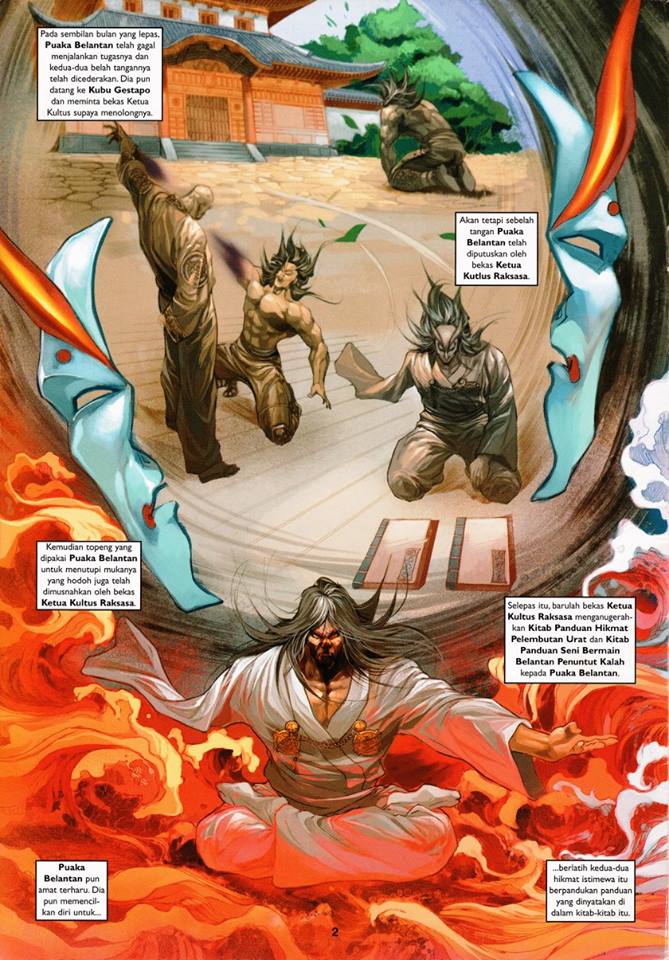 Pada sembilan bulan yang lepas,
Puaka Belantan telah gagal
menjalankan tugasnya dan
kedua-dua belah tangannya
telah dicederakan. Dia pun
datang ke Kubu Gestapo
dan meminta bekas Ketua
Kultus supaya menolongnya.
Akan tetapi sebelah
tangan Puaka
Belantan telah
diputuskan oleh
bekas Ketua
Kutlus Raksasa.
Kemudian topeng yang
dipakai Puaka Belantan
untuk menutupi mukanya
yang hodoh juga telah
dimusnahkan oleh bekas
Ketua Kultus Raksasa.
Selepas itu, barulah bekas Ketua
Kultus Raksasa menganugerah-
kan Kitab Panduan Hikmat
Pelembutan Urat dan Kitab
Panduan Seni Bermain
Belantan Penuntut Kalah
kepada Puaka Belantan.
Puaka
Belantan pun
amat terharu. Dia
pun memencil-
kan diri untuk...
...berlatih kedua-dua
hikmat istimewa itu
berpandukan panduan
yang dinyatakan di
dalam kitab-kitab itu.
2